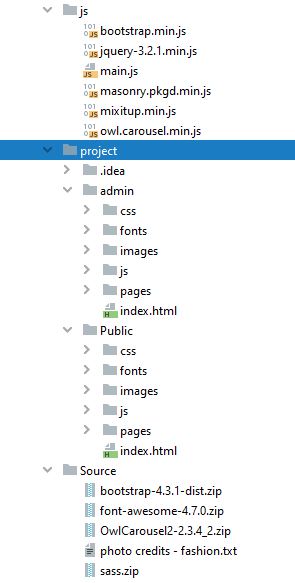 js
bootstrap.min.js
jquery-3.2.1.min.js
main.js
masonry.pkgd.min.js
mixitup.min.js
owl.carousel.min.js
project
.idea
admin
css
fonts
images
js
pages
index.html
Public
css
fonts
images
js
pages
index.html
Source
bootstrap-4.3.1-dist.zip
font-awesome-4.7.0.zip
OwlCarousel2-2.3.4_2.zip
photo credits - fashion.txt
sass.zip